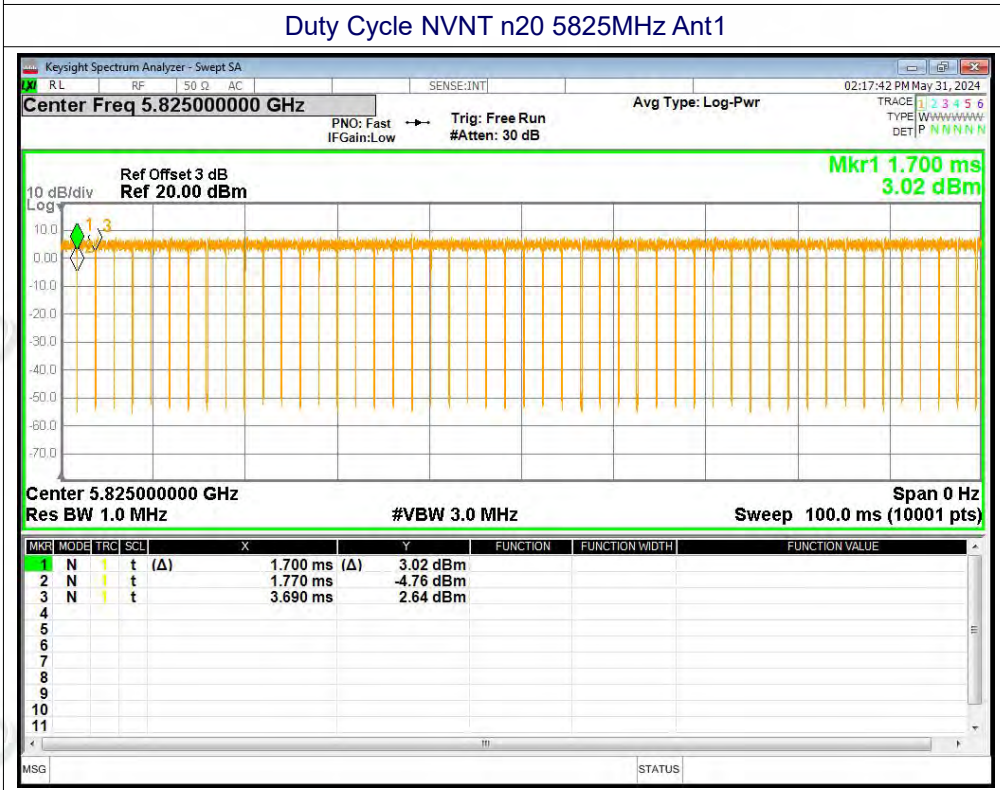 Duty Cycle NVNT n20 5825MHz Ant1
Keysight Spectrum Analyzer - Swept SA
LXI RL RF 50 Ω AC SENSE:INT 02:17:42 PM May 31, 2024
Center Freq 5.825000000 GHz Avg Type: Log-Pwr TRACE 1 2 3 4 5 6
PNO: Fast Trig: Free Run TYPE WWWWWW
IFGain:Low #Atten: 30 dB DET P N N N N N
Mkr1 1.700 ms
Ref Offset 3 dB
10 dB/div Ref 20.00 dBm 3.02 dBm
Log
1 3
10.0
2
0.00
-10.0
-20.0
-30.0
-40.0
-50.0
-60.0
-70.0
Center 5.825000000 GHz Span 0 Hz
Res BW 1.0 MHz #VBW 3.0 MHz Sweep 100.0 ms (10001 pts)
MKR MODE TRC SCL X Y FUNCTION FUNCTION WIDTH FUNCTION VALUE
1 N 1 t (Δ) 1.700 ms (Δ) 3.02 dBm
2 N 1 t 1.770 ms -4.76 dBm
3 N 1 t 3.690 ms 2.64 dBm
4
5
6
7
8
9
10
11
MSG STATUS